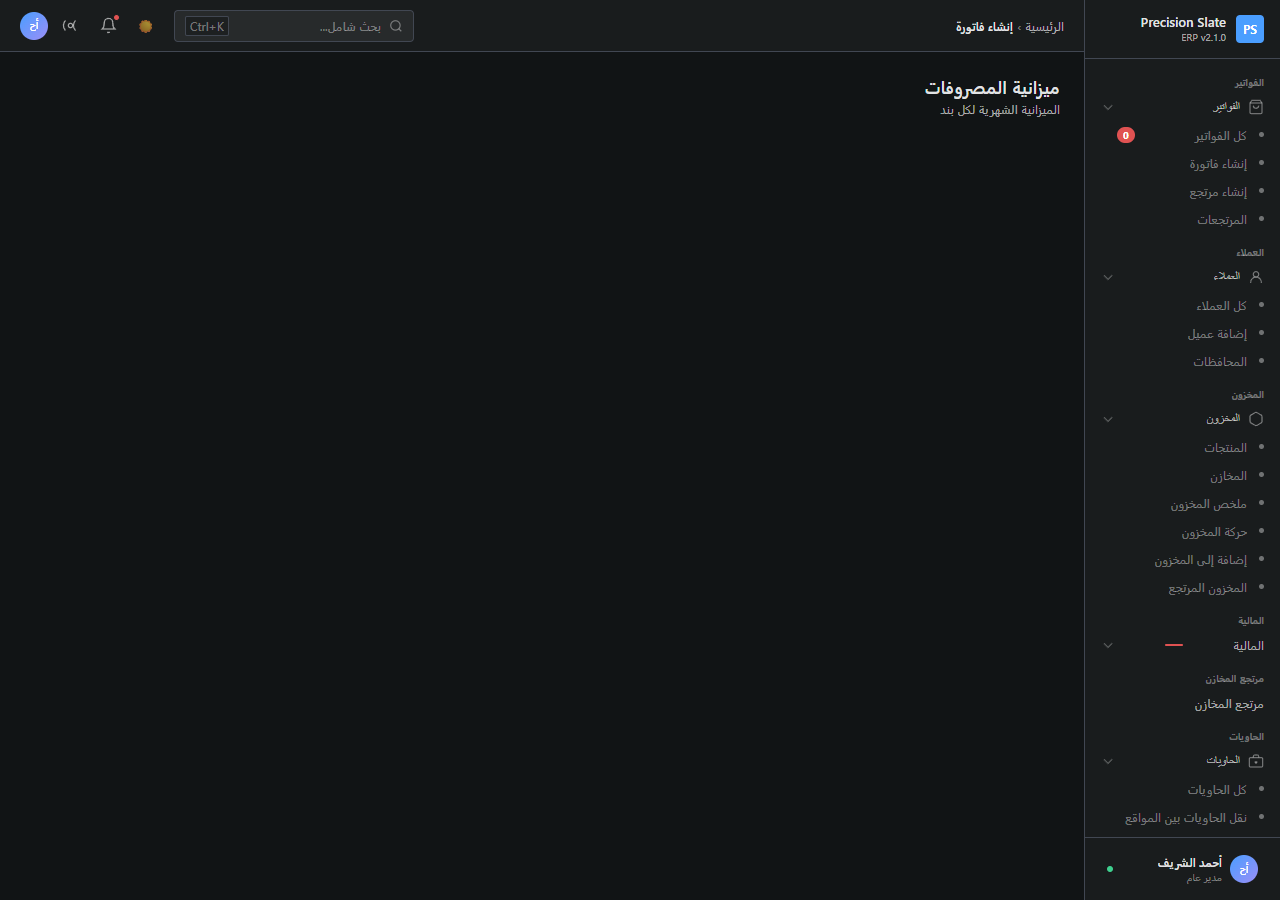 PS
Precision Slate
ERP v2.1.0
الرئيسية › إنشاء فاتورة
بحث شامل...
Ctrl+K
أح
ميزانية المصروفات
الميزانية الشهرية لكل بند
الفواتير
الفواتير
كل الفواتير
0
إنشاء فاتورة
إنشاء مرتجع
المرتجعات
العملاء
العملاء
كل العملاء
إضافة عميل
المحافظات
المخزون
المخزون
المنتجات
المخازن
ملخص المخزون
حركة المخزون
إضافة إلى المخزون
المخزون المرتجع
المالية
المالية
مرتجع المخازن
مرتجع المخازن
الحاويات
الحاويات
كل الحاويات
نقل الحاويات بين المواقع
أح
أحمد الشريف
مدير عام